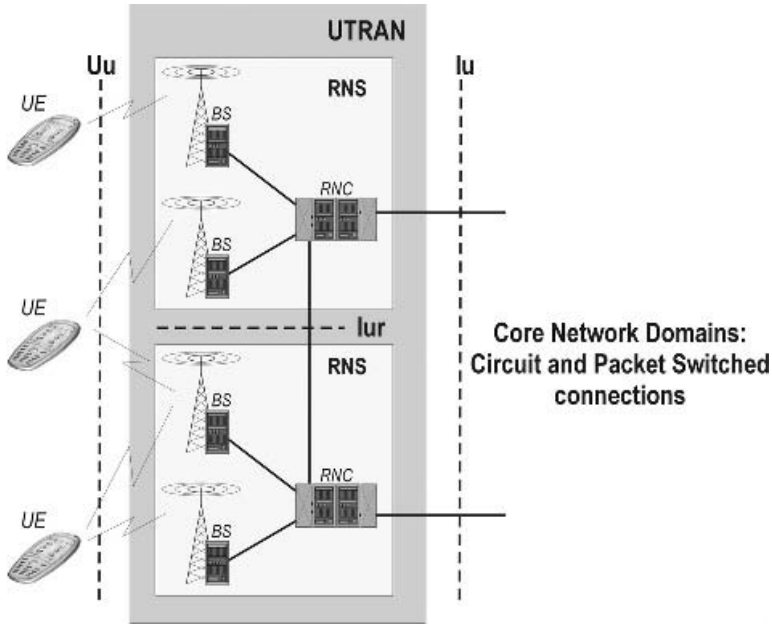 UTRAN
Uu
Iu
RNS
UE
BS
RNC
BS
UE
Iur
Core Network Domains:
Circuit and Packet Switched
connections
RNS
BS
RNC
UE
BS